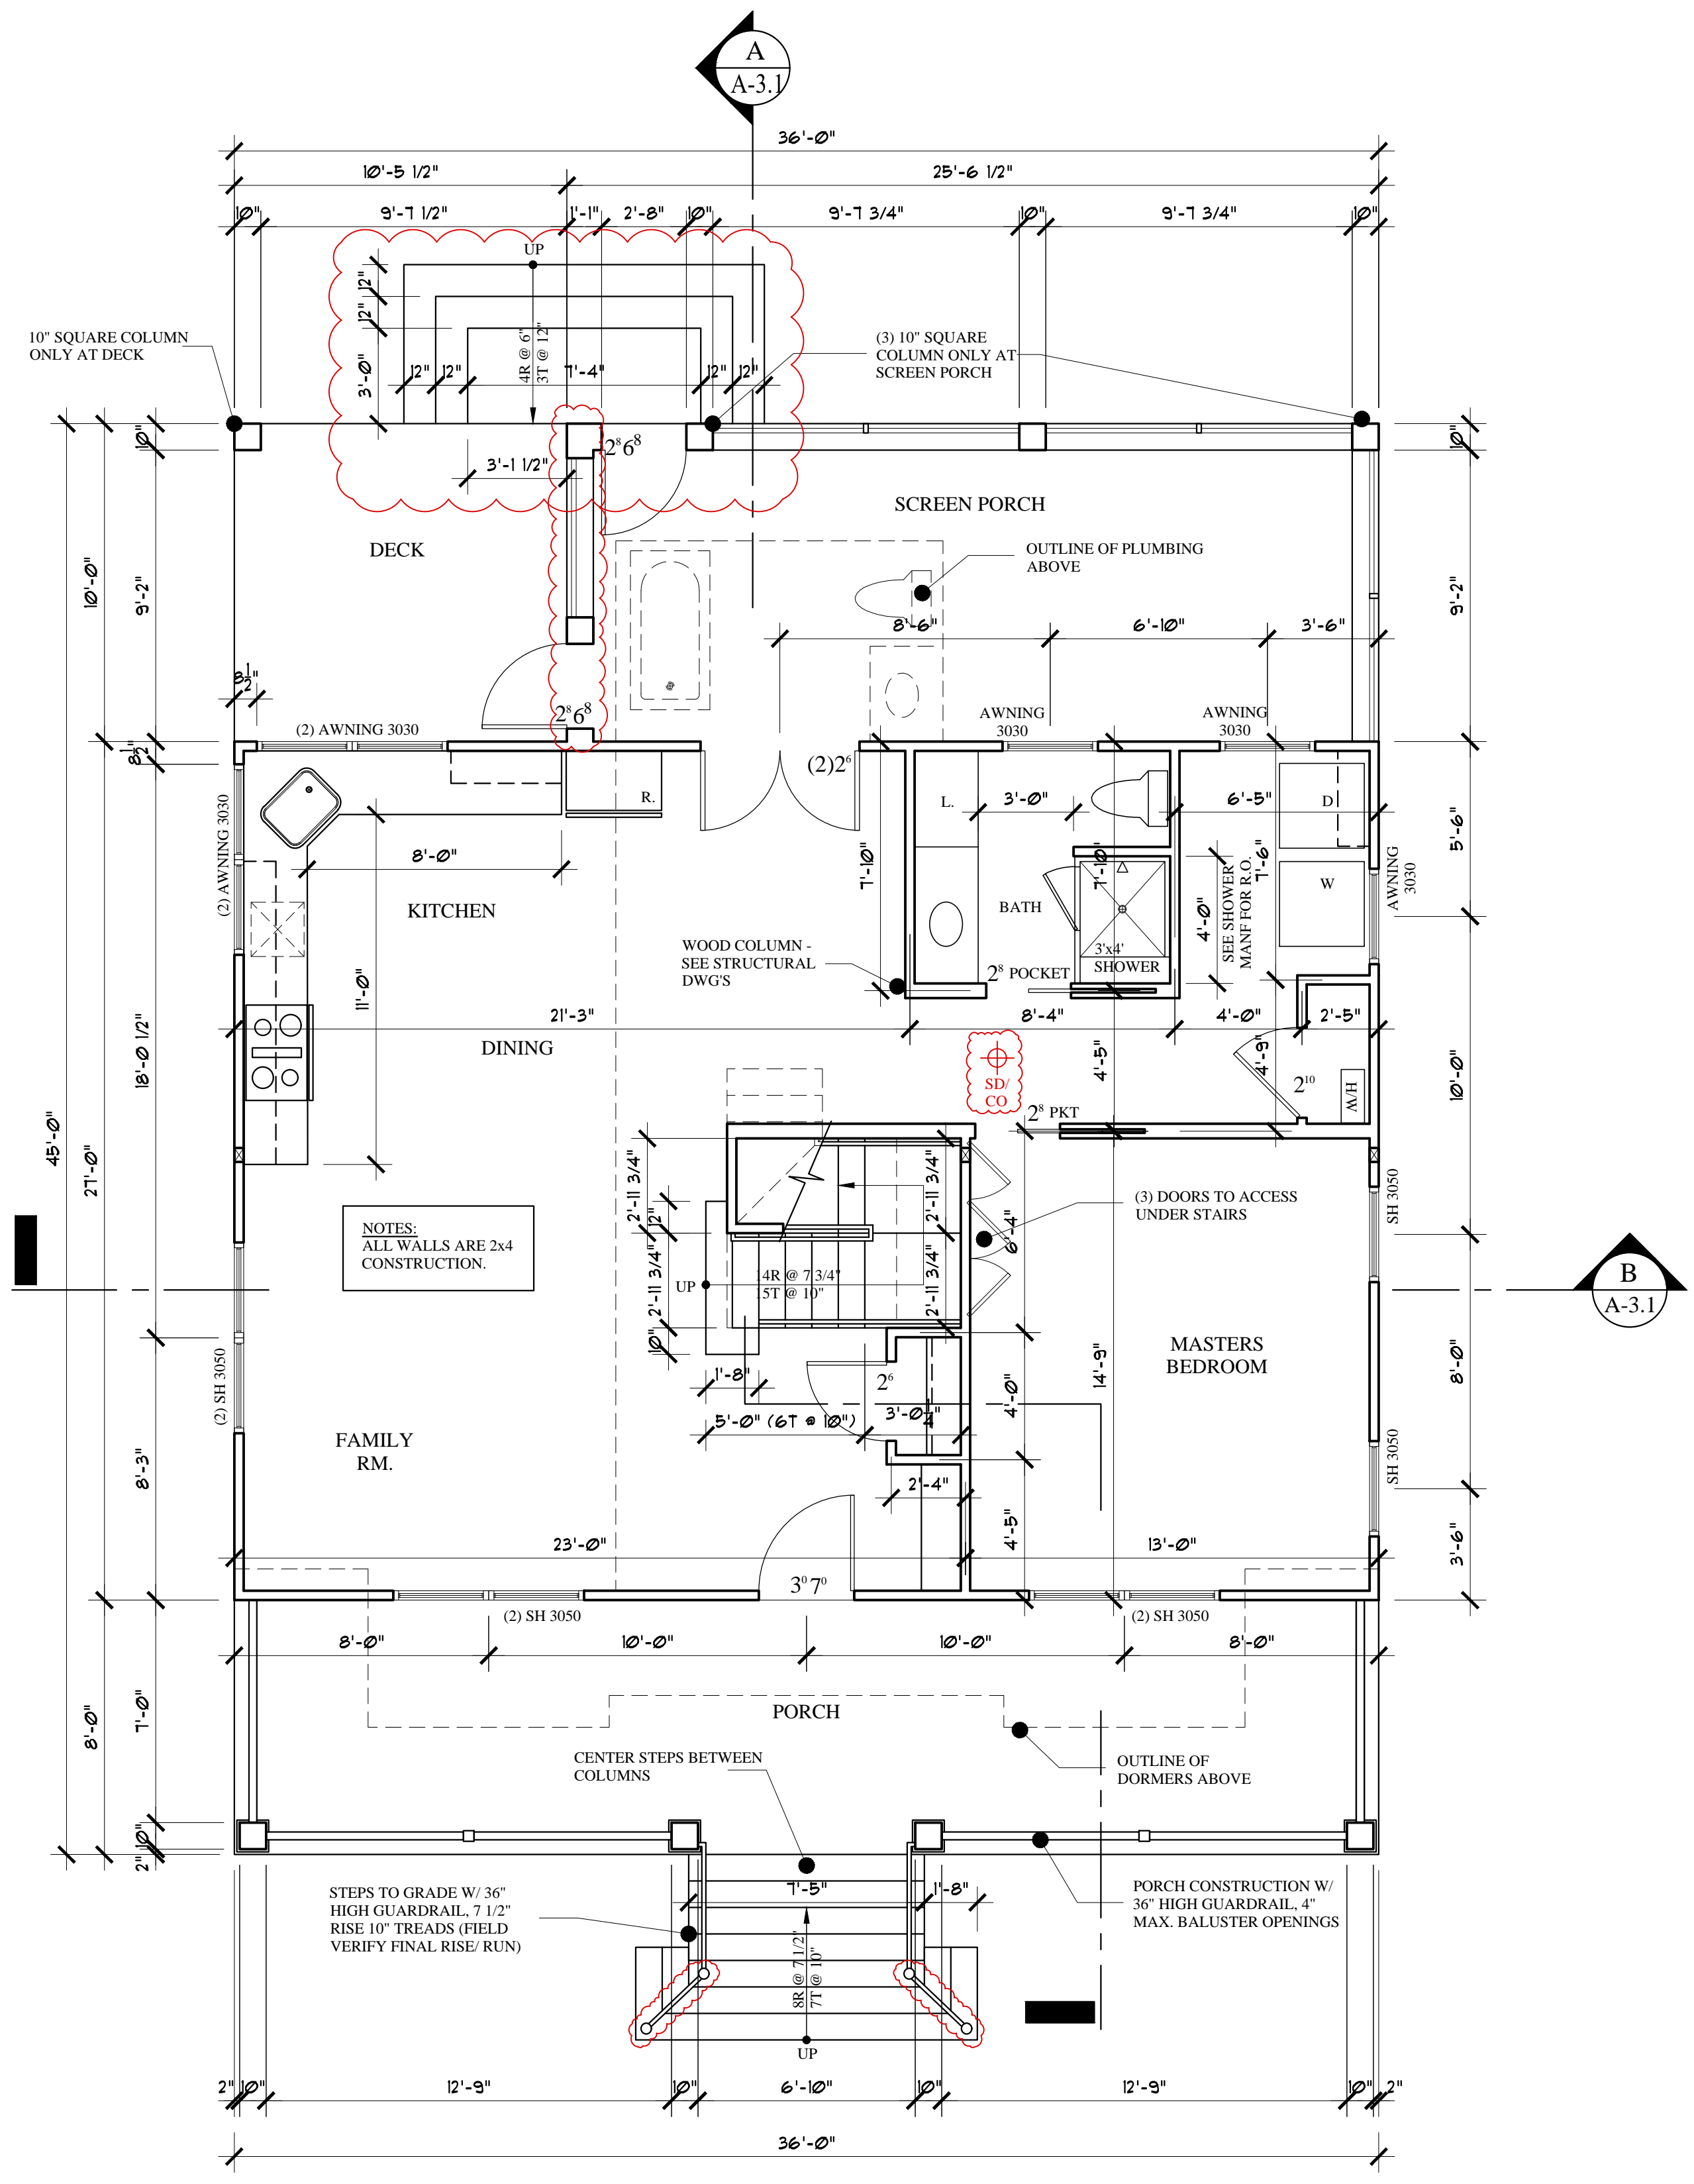 A
A-3.1
36'-0"
10'-5 1/2"
25'-6 1/2"
10"
9'-7 1/2"
1'-1"
2'-8"
10"
9'-7 3/4"
10"
9'-7 3/4"
10"
UP
12"
12"
3'-0"
4R @ 6"
3T @ 12"
12"
12"
7'-4"
12"
12"
10" SQUARE COLUMN
ONLY AT DECK
(3) 10" SQUARE
COLUMN ONLY AT
SCREEN PORCH
2⁸6⁸
3'-1 1/2"
10"
10"
SCREEN PORCH
DECK
OUTLINE OF PLUMBING
ABOVE
10'-0"
9'-2"
9'-2"
8'-6"
6'-10"
3'-6"
8 1/2"
2⁸6⁸
(2) AWNING 3030
AWNING
3030
AWNING
3030
8 1/2"
(2)2⁶
R.
L.
3'-0"
6'-5"
D
(2) AWNING 3030
8'-0"
7'-10"
7'-10"
7'-6"
5'-6"
AWNING
3030
W
KITCHEN
BATH
4'-0"
SEE SHOWER
MANF FOR R.O.
WOOD COLUMN -
SEE STRUCTURAL
DWG'S
3'x4'
SHOWER
2⁸ POCKET
11'-0"
21'-3"
8'-4"
4'-0"
2'-5"
DINING
18'-0 1/2"
4'-5"
4'-9"
10'-0"
SD/
CO
2¹⁰
W/H
2⁸ PKT
45'-0"
27'-0"
2'-11 3/4"
2'-11 3/4"
12"
(3) DOORS TO ACCESS
UNDER STAIRS
SH 3050
6'-4"
NOTES:
ALL WALLS ARE 2x4
CONSTRUCTION.
2'-11 3/4"
2'-11 3/4"
14R @ 7 3/4"
15T @ 10"
UP
10"
B
A-3.1
MASTERS
BEDROOM
(2) SH 3050
1'-8"
2⁶
14'-9"
8'-0"
4'-0"
5'-0" (6T @ 10")
3'-0 1/4"
FAMILY
RM.
SH 3050
8'-3"
2'-4"
4'-5"
3'-6"
23'-0"
13'-0"
3⁰7⁰
(2) SH 3050
(2) SH 3050
8'-0"
10'-0"
10'-0"
8'-0"
8'-0"
7'-0"
PORCH
CENTER STEPS BETWEEN
COLUMNS
OUTLINE OF
DORMERS ABOVE
10"
2"
STEPS TO GRADE W/ 36"
HIGH GUARDRAIL, 7 1/2"
RISE 10" TREADS (FIELD
VERIFY FINAL RISE/ RUN)
7'-5"
1'-8"
PORCH CONSTRUCTION W/
36" HIGH GUARDRAIL, 4"
MAX. BALUSTER OPENINGS
8R @ 7 1/2"
7T @ 10"
UP
2"
10"
12'-9"
10"
6'-10"
10"
12'-9"
10"
2"
36'-0"